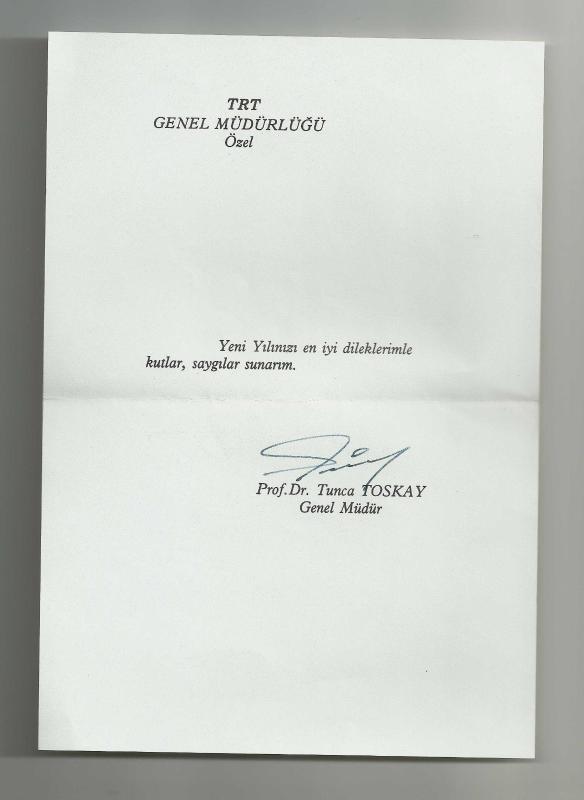 TRT
GENEL MÜDÜRLÜĞÜ
Özel
Yeni Yılınızı en iyi dileklerimle
kutlar, saygılar sunarım.
Prof.Dr. Tunca TOSKAY
Genel Müdür